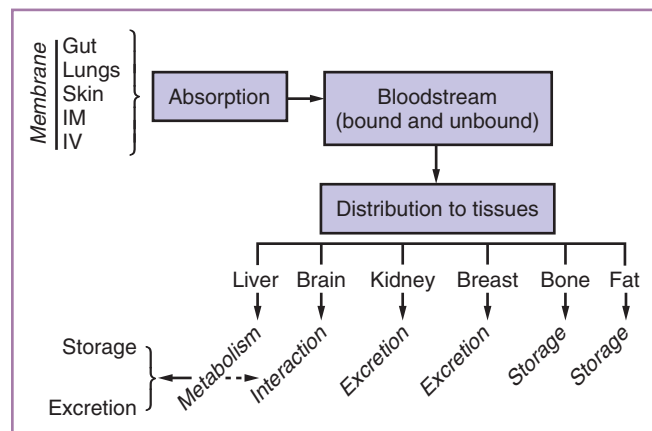 Membrane
Gut
Lungs
Skin
IM
IV
Absorption
Bloodstream
(bound and unbound)
Distribution to tissues
Liver
Brain
Kidney
Breast
Bone
Fat
Metabolism
Interaction
Excretion
Excretion
Storage
Storage
Storage
Excretion